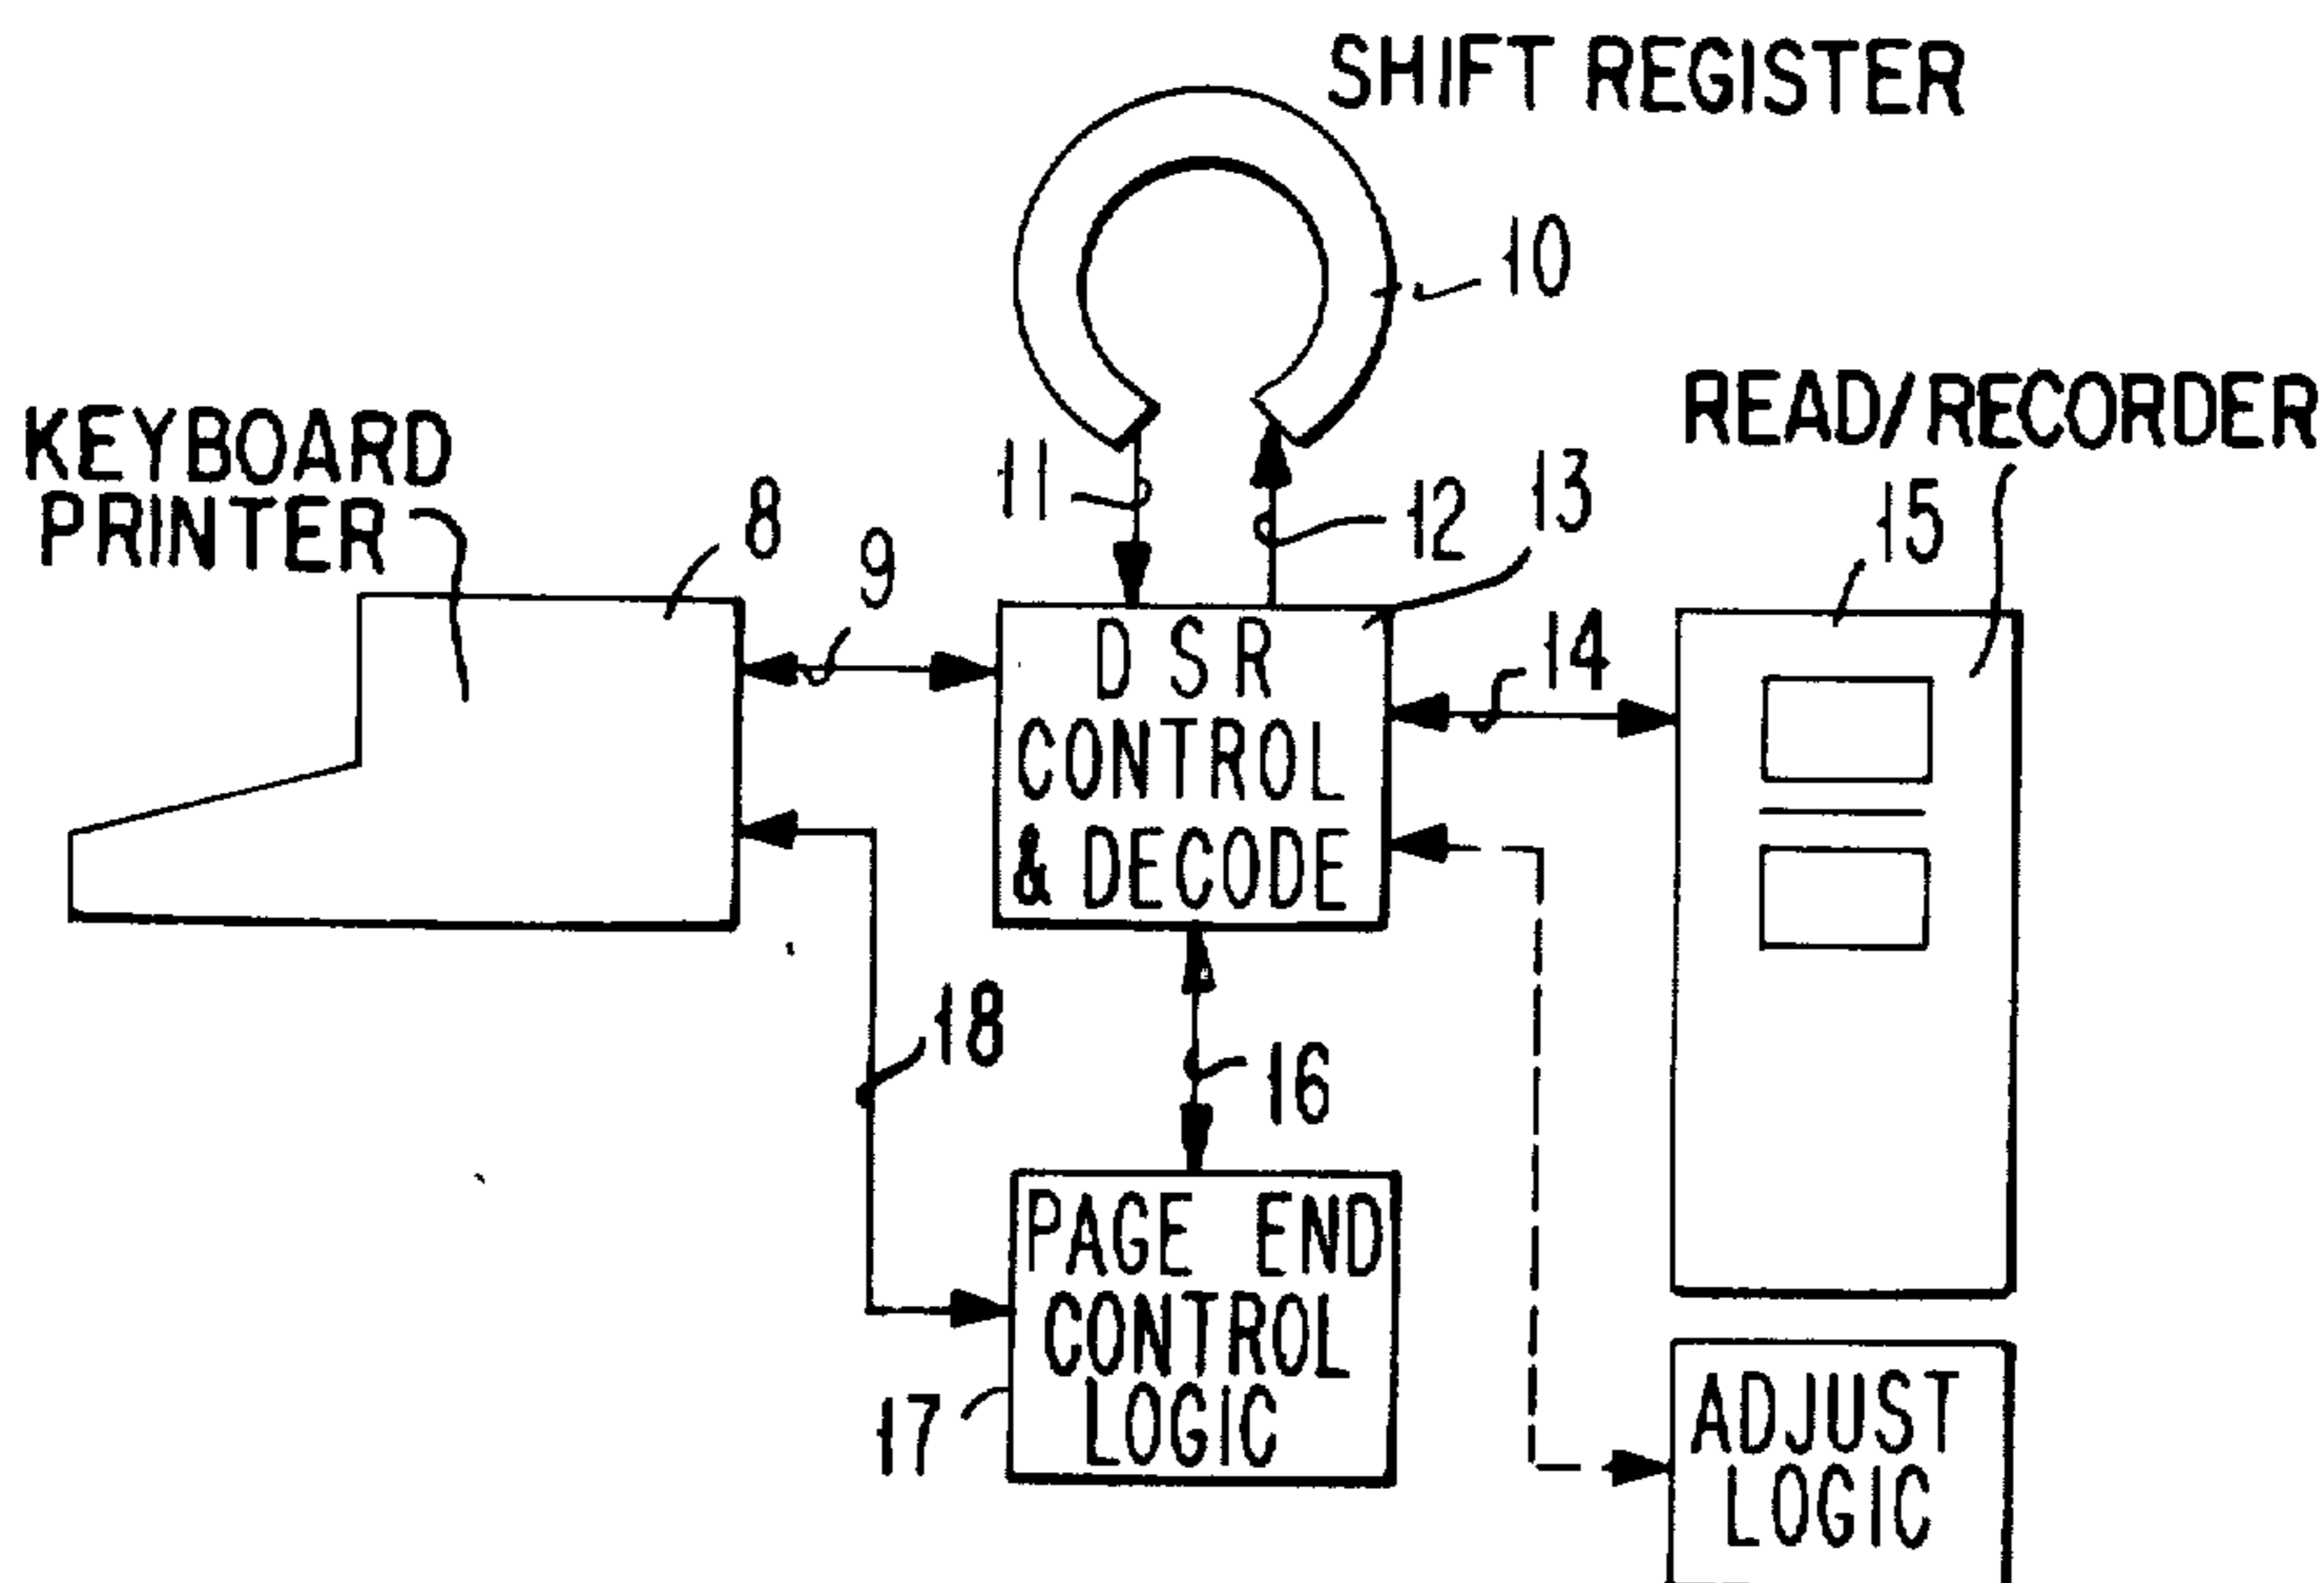 SHIFT REGISTER
10
READ/RECORDER
KEYBOARD
PRINTER
8
9
11
12
13
15
14
D S R
CONTROL
& DECODE
18
16
PAGE END
CONTROL
LOGIC
17
ADJUST
LOGIC